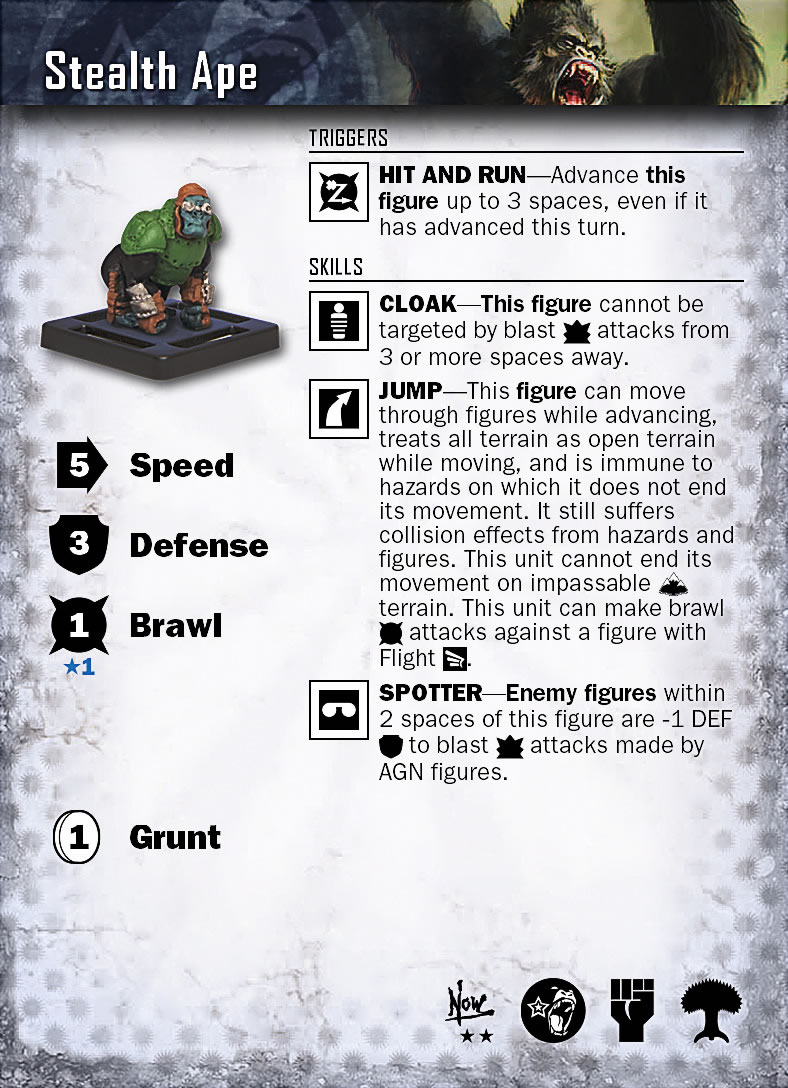 Stealth Ape
TRIGGERS
HIT AND RUN—Advance this
figure up to 3 spaces, even if it
has advanced this turn.
SKILLS
CLOAK—This figure cannot be
targeted by blast attacks from
3 or more spaces away.
JUMP—This figure can move
through figures while advancing,
treats all terrain as open terrain
while moving, and is immune to
hazards on which it does not end
its movement. It still suffers
collision effects from hazards and
figures. This unit cannot end its
movement on impassable
terrain. This unit can make brawl
attacks against a figure with
Flight .
SPOTTER—Enemy figures within
2 spaces of this figure are -1 DEF
to blast attacks made by
AGN figures.
5 Speed
3 Defense
1 Brawl
★1
1 Grunt
Z
Now
★★